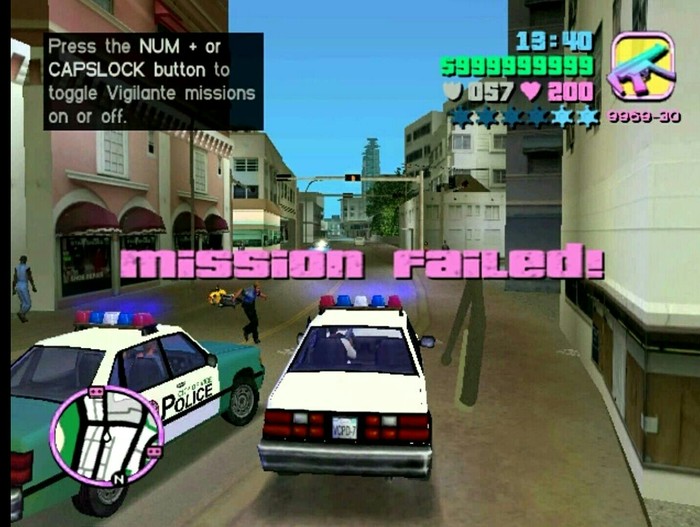 Press the NUM + or
CAPSLOCK button to
toggle Vigilante missions
on or off.
13:40
$999999999
057 200
9969-30
mission failed!
POLICE
VCPD-7
N